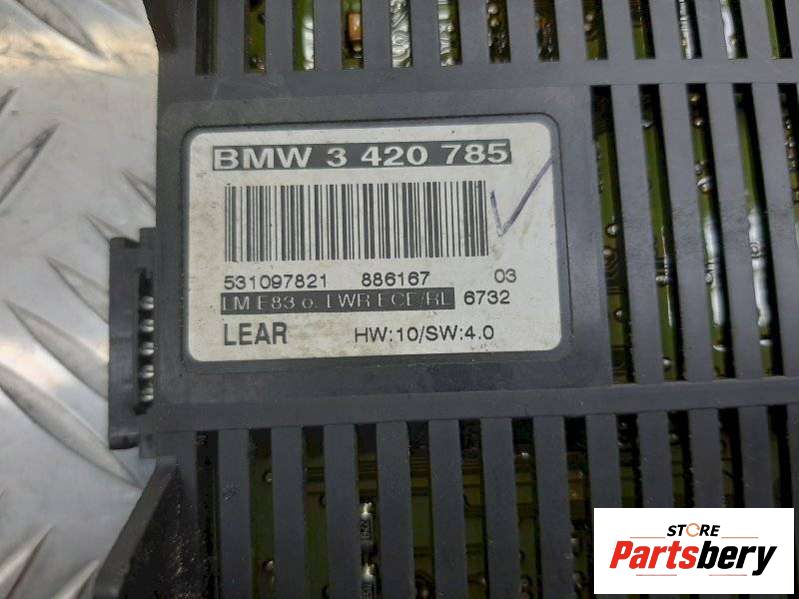 BMW 3 420 785
531097821 886167 03
LM E83 o. LWR ECE/RL 6732
LEAR HW:10/SW:4.0
STORE
Partsbery